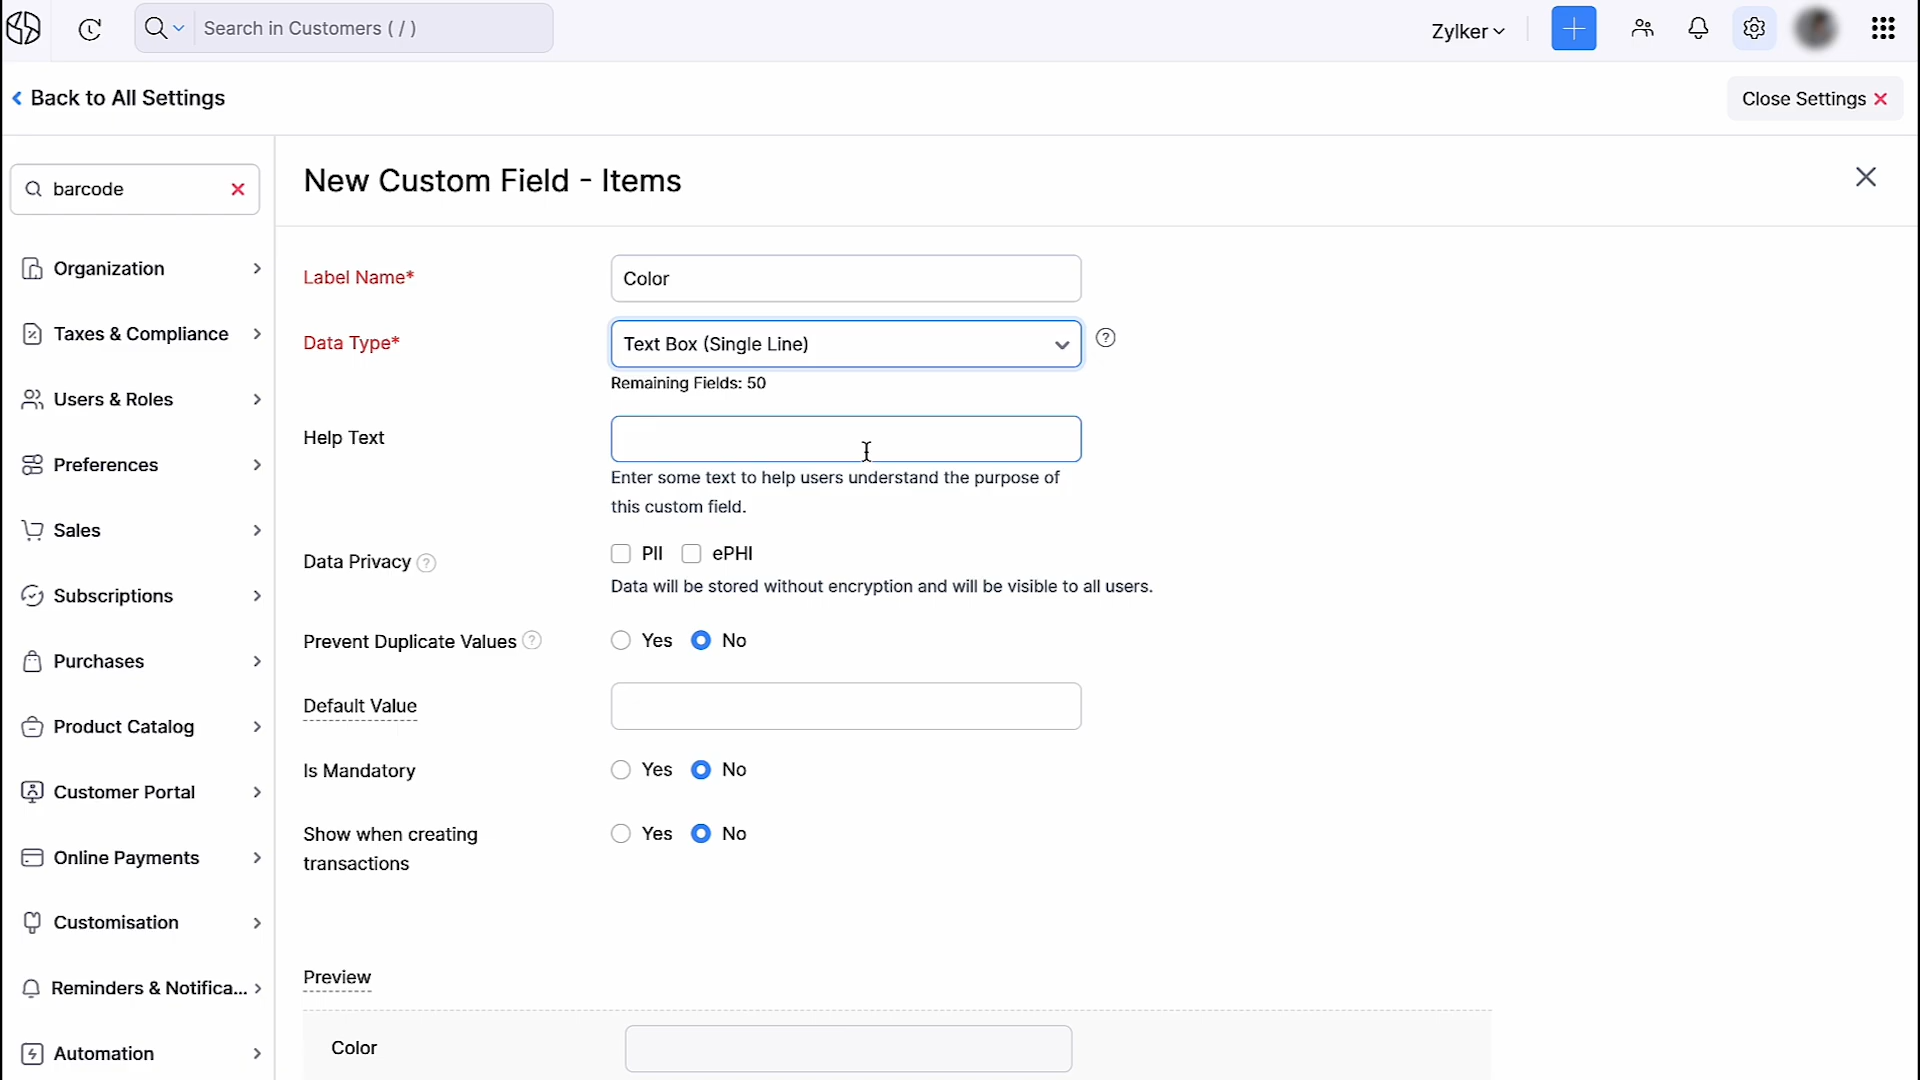 Search in Customers ( / )
Zylker
Back to All Settings
Close Settings
barcode
New Custom Field - Items
Organization
Label Name*
Color
Taxes & Compliance
Data Type*
Text Box (Single Line)
Remaining Fields: 50
Users & Roles
Help Text
Enter some text to help users understand the purpose of
this custom field.
Preferences
Sales
Data Privacy
PII
ePHI
Data will be stored without encryption and will be visible to all users.
Subscriptions
Prevent Duplicate Values
Yes
No
Purchases
Default Value
Product Catalog
Is Mandatory
Yes
No
Customer Portal
Show when creating
transactions
Yes
No
Online Payments
Customisation
Preview
Reminders & Notifica...
Color
Automation